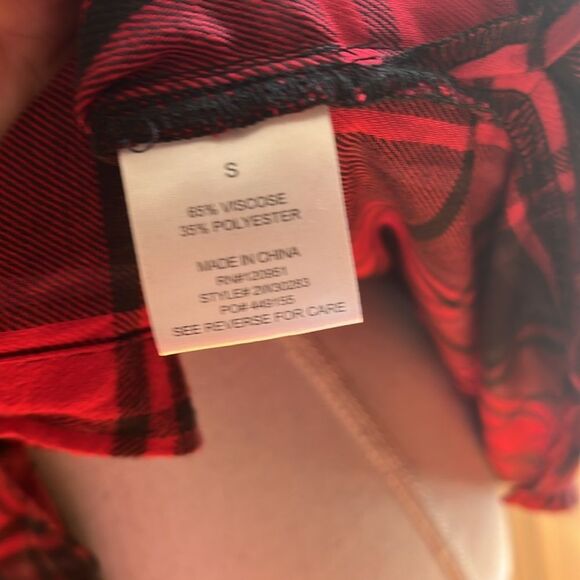 S
65% VISCOSE
35% POLYESTER
MADE IN CHINA
RN#120951
STYLE# 2W30283
PO# 449155
SEE REVERSE FOR CARE